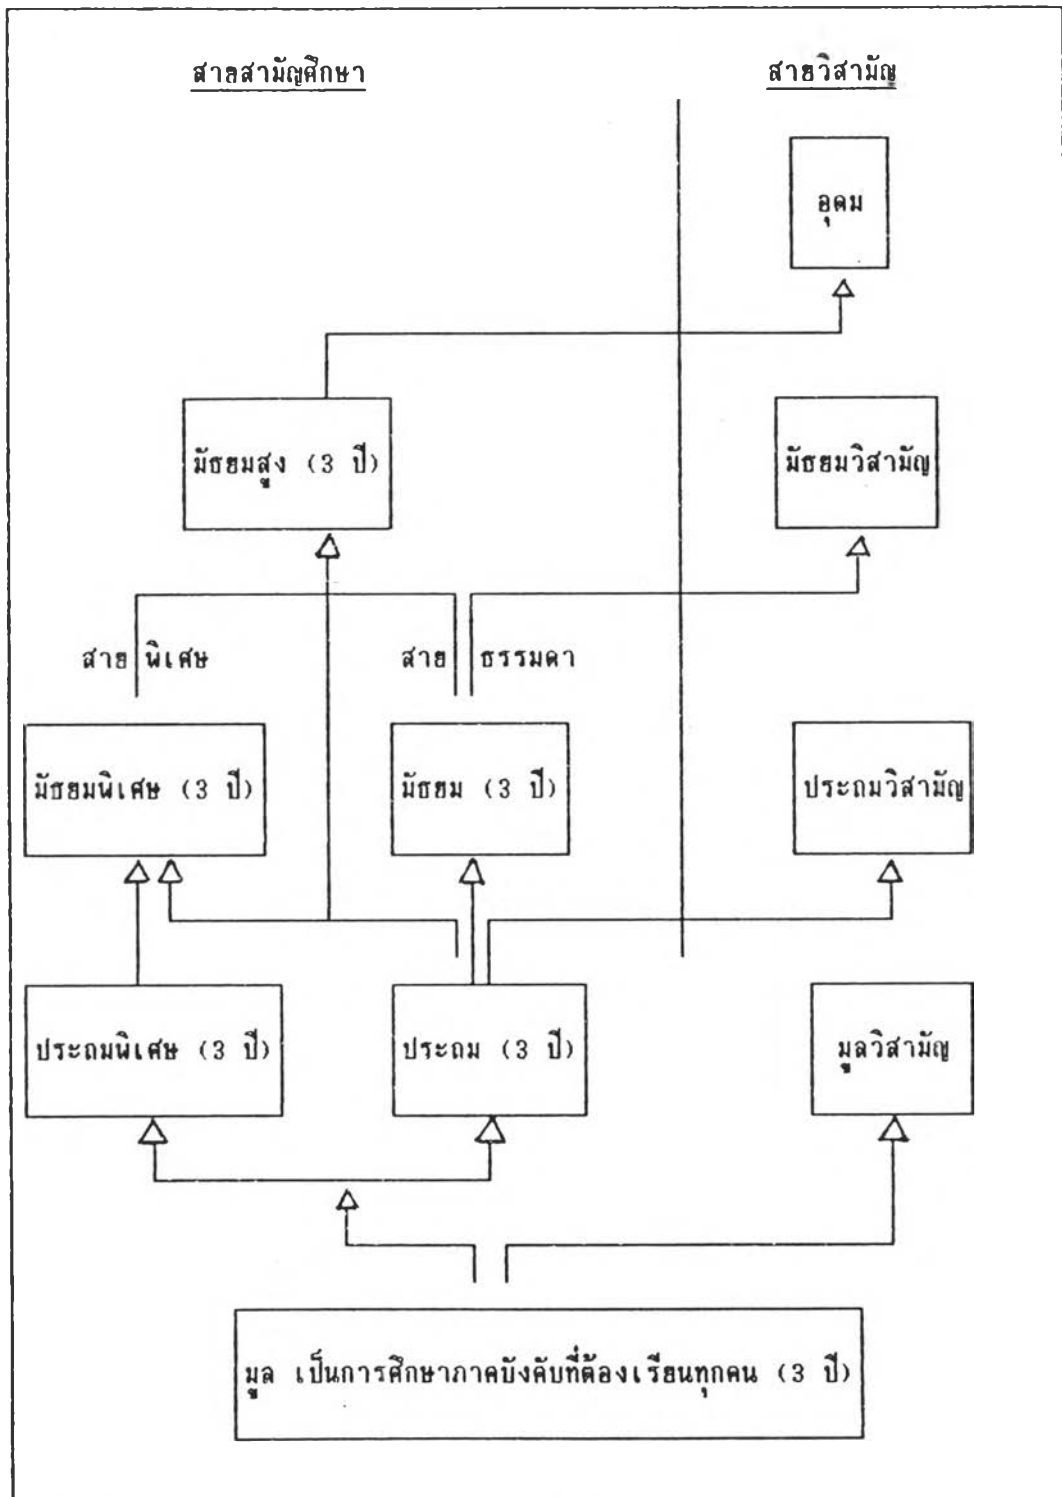 สายสามัญศึกษา
สายวิสามัญ
อุดม
มัธยมสูง (3 ปี)
มัธยมวิสามัญ
สายพิเศษ
สายธรรมดา
มัธยมพิเศษ (3 ปี)
มัธยม (3 ปี)
ประถมวิสามัญ
ประถมพิเศษ (3 ปี)
ประถม (3 ปี)
มูลวิสามัญ
มูล เป็นการศึกษาภาคบังคับที่ต้องเรียนทุกคน (3 ปี)